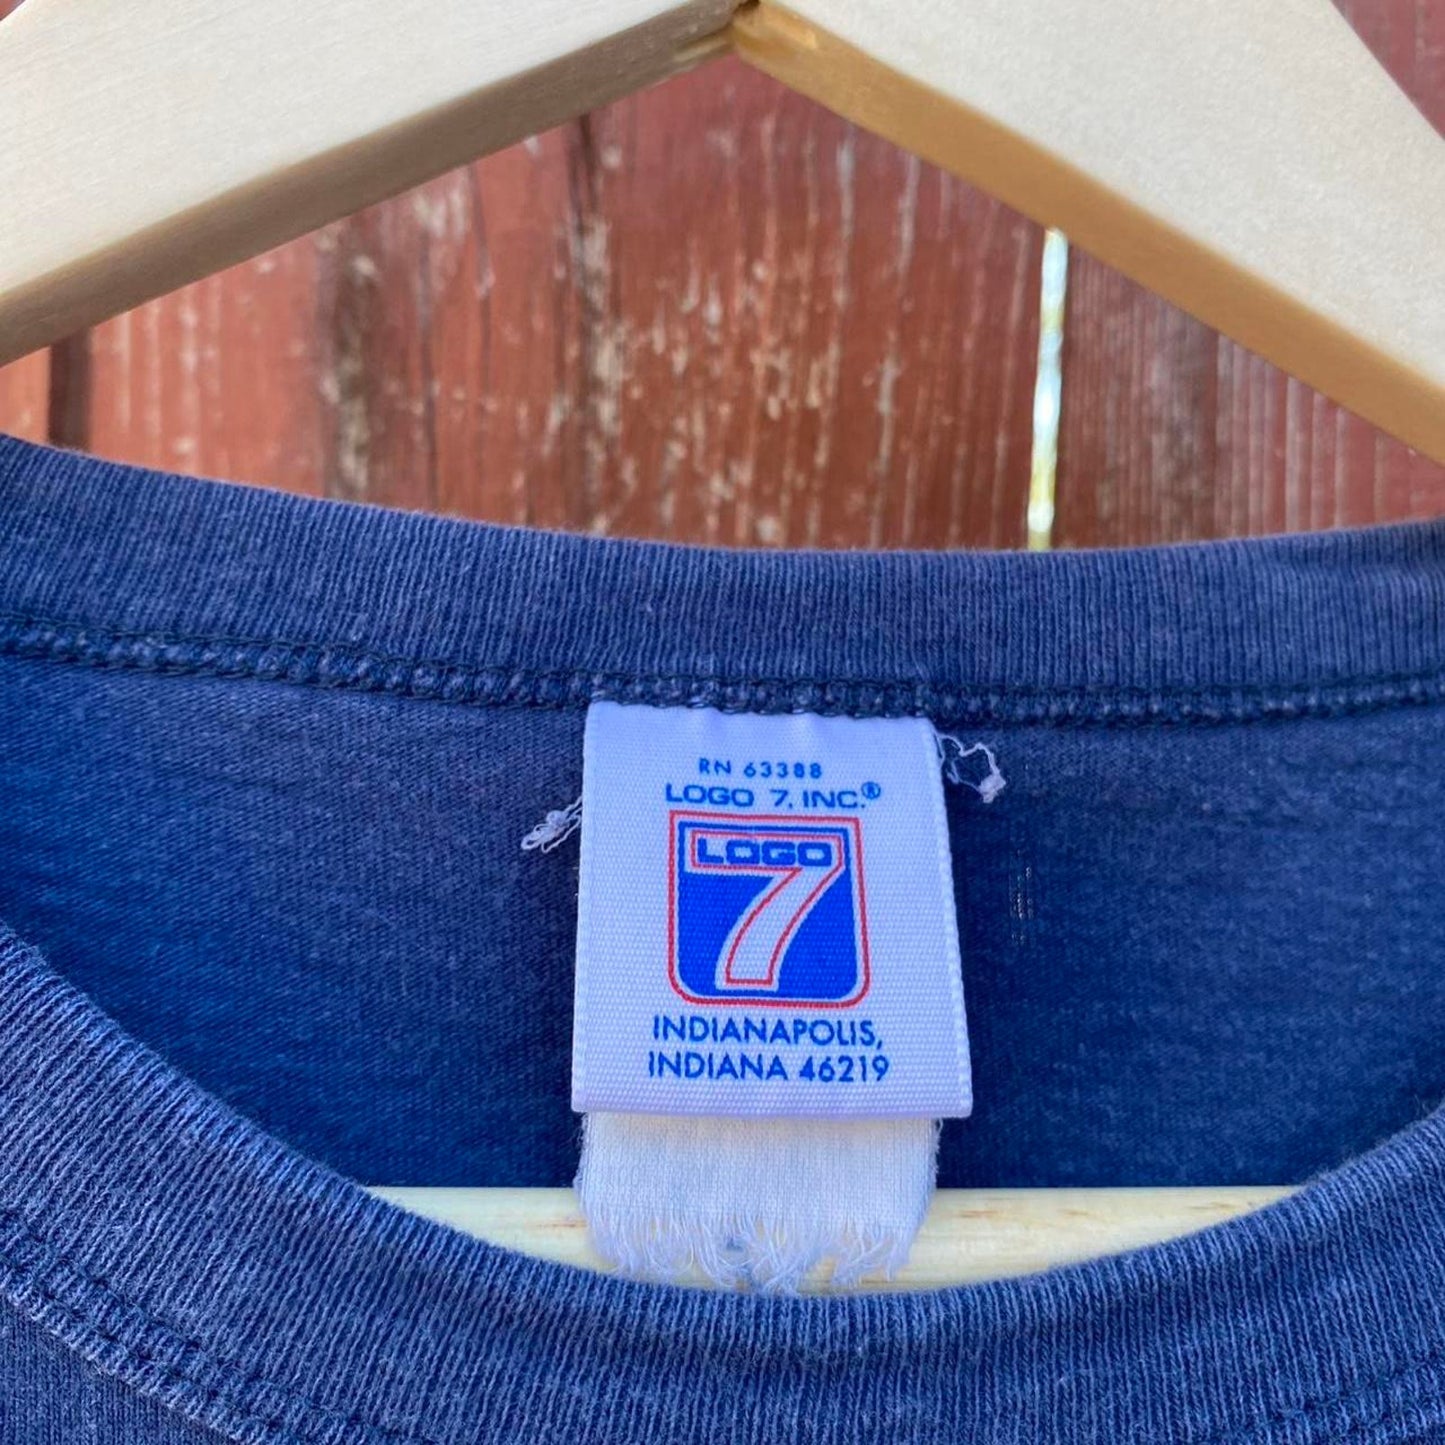 RN 63388
LOGO 7, INC.®
LOGO
7
INDIANAPOLIS,
INDIANA 46219